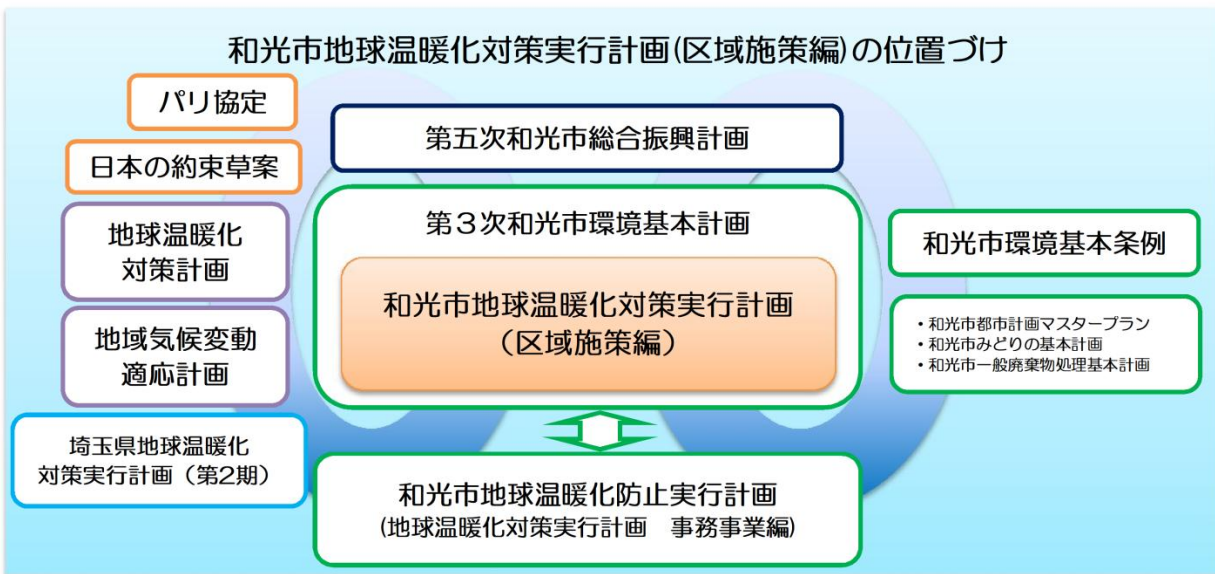 和光市地球温暖化対策実行計画(区域施策編)の位置づけ
パリ協定
日本の約束草案
地球温暖化
対策計画
地域気候変動
適応計画
埼玉県地球温暖化
対策実行計画（第2期）
第五次和光市総合振興計画
第３次和光市環境基本計画
和光市地球温暖化対策実行計画
（区域施策編）
和光市地球温暖化防止実行計画
(地球温暖化対策実行計画　事務事業編)
和光市環境基本条例
・和光市都市計画マスタープラン
・和光市みどりの基本計画
・和光市一般廃棄物処理基本計画